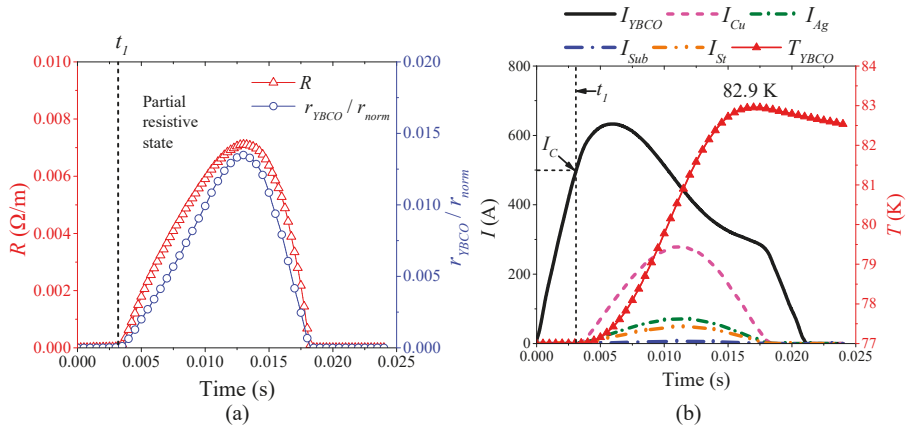 t1
0.010
0.008
0.006
0.004
0.002
0.000
R (Ω/m)
Partial
resistive
state
R
rYBCO / rnorm
0.020
0.015
0.010
0.005
0.000
rYBCO / rnorm
0.000 0.005 0.010 0.015 0.020 0.025
Time (s)
(a)
IYBCO ICu IAg
ISub ISt TYBCO
800
600
400
200
0
I (A)
IC
t1
82.9 K
84
83
82
81
80
79
78
77
T (K)
0.000 0.005 0.010 0.015 0.020 0.025
Time (s)
(b)